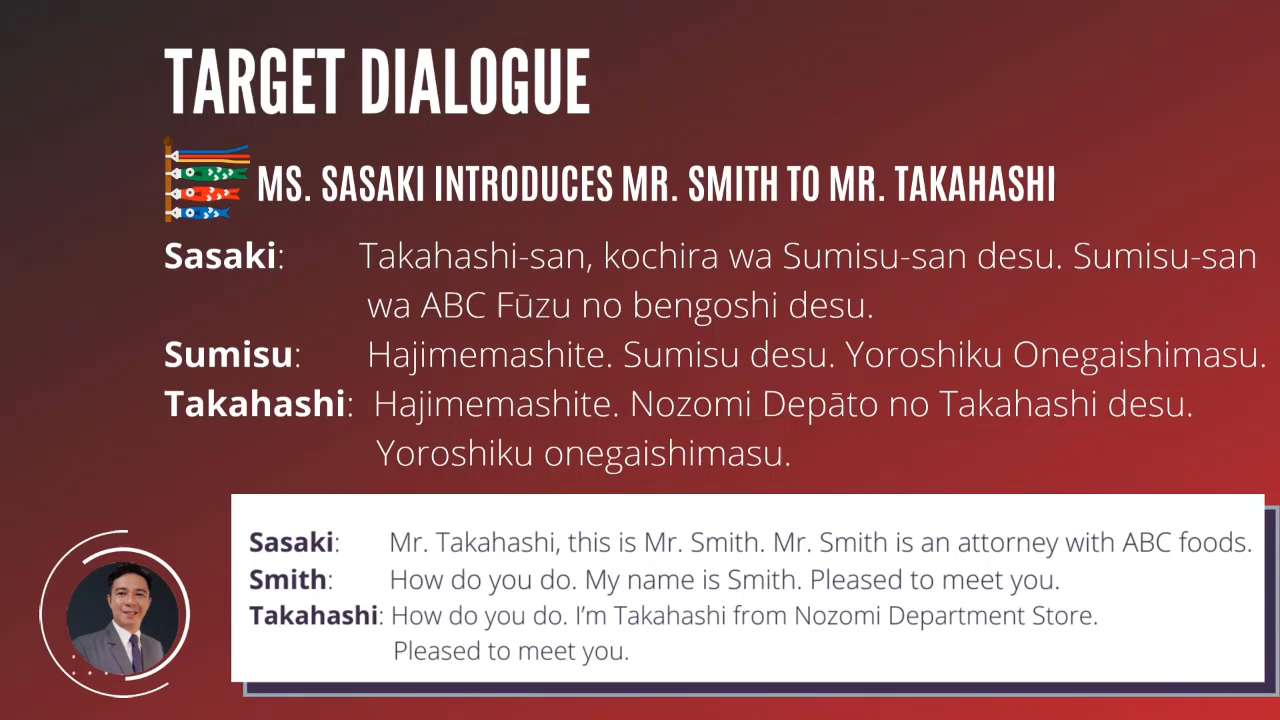 TARGET DIALOGUE
MS. SASAKI INTRODUCES MR. SMITH TO MR. TAKAHASHI
Sasaki: Takahashi-san, kochira wa Sumisu-san desu. Sumisu-san
wa ABC Fūzu no bengoshi desu.
Sumisu: Hajimemashite. Sumisu desu. Yoroshiku Onegaishimasu.
Takahashi: Hajimemashite. Nozomi Depāto no Takahashi desu.
Yoroshiku onegaishimasu.
Sasaki: Mr. Takahashi, this is Mr. Smith. Mr. Smith is an attorney with ABC foods.
Smith: How do you do. My name is Smith. Pleased to meet you.
Takahashi: How do you do. I’m Takahashi from Nozomi Department Store.
Pleased to meet you.